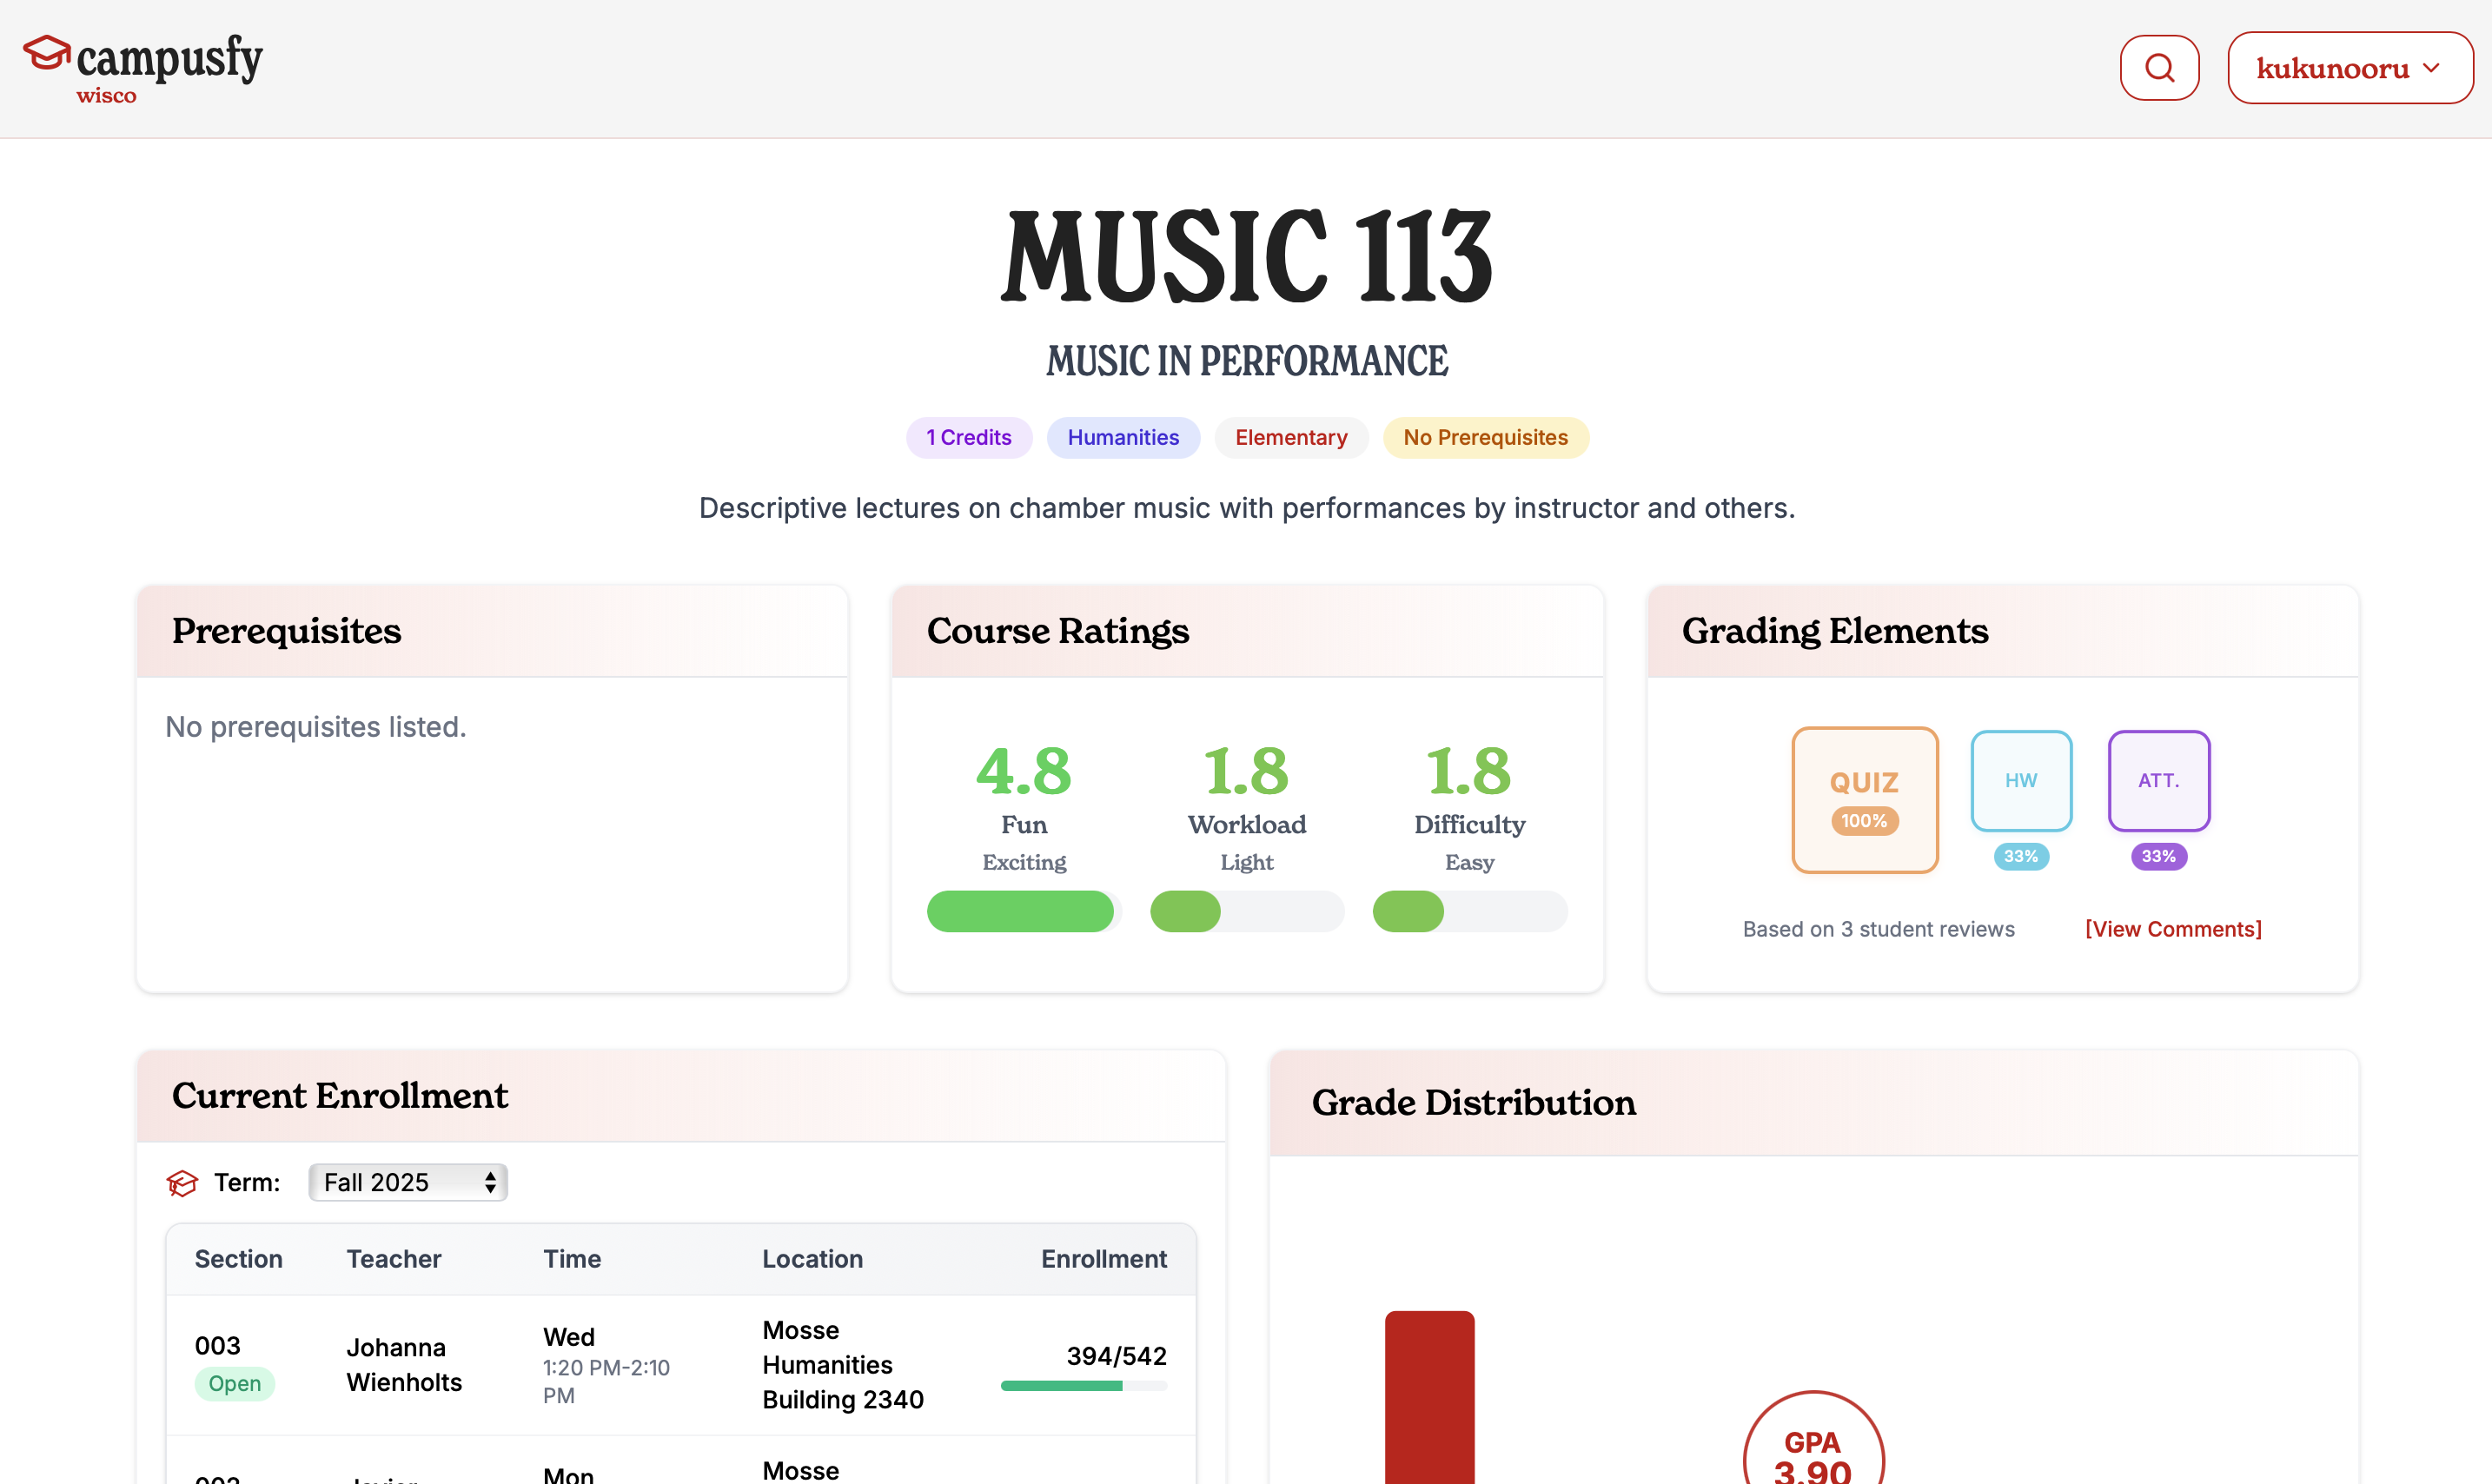 campusfy
wisco
kukunooru
MUSIC 113
MUSIC IN PERFORMANCE
1 Credits
Humanities
Elementary
No Prerequisites
Descriptive lectures on chamber music with performances by instructor and others.
Prerequisites
No prerequisites listed.
Course Ratings
4.8
Fun
Exciting
1.8
Workload
Light
1.8
Difficulty
Easy
Grading Elements
QUIZ
100%
HW
33%
ATT.
33%
Based on 3 student reviews
[View Comments]
Current Enrollment
Term:
Fall 2025
Section
Teacher
Time
Location
Enrollment
003
Open
Johanna
Wienholts
Wed
1:20 PM-2:10
PM
Mosse
Humanities
Building 2340
394/542
Mon
Mosse
Grade Distribution
GPA
3.90